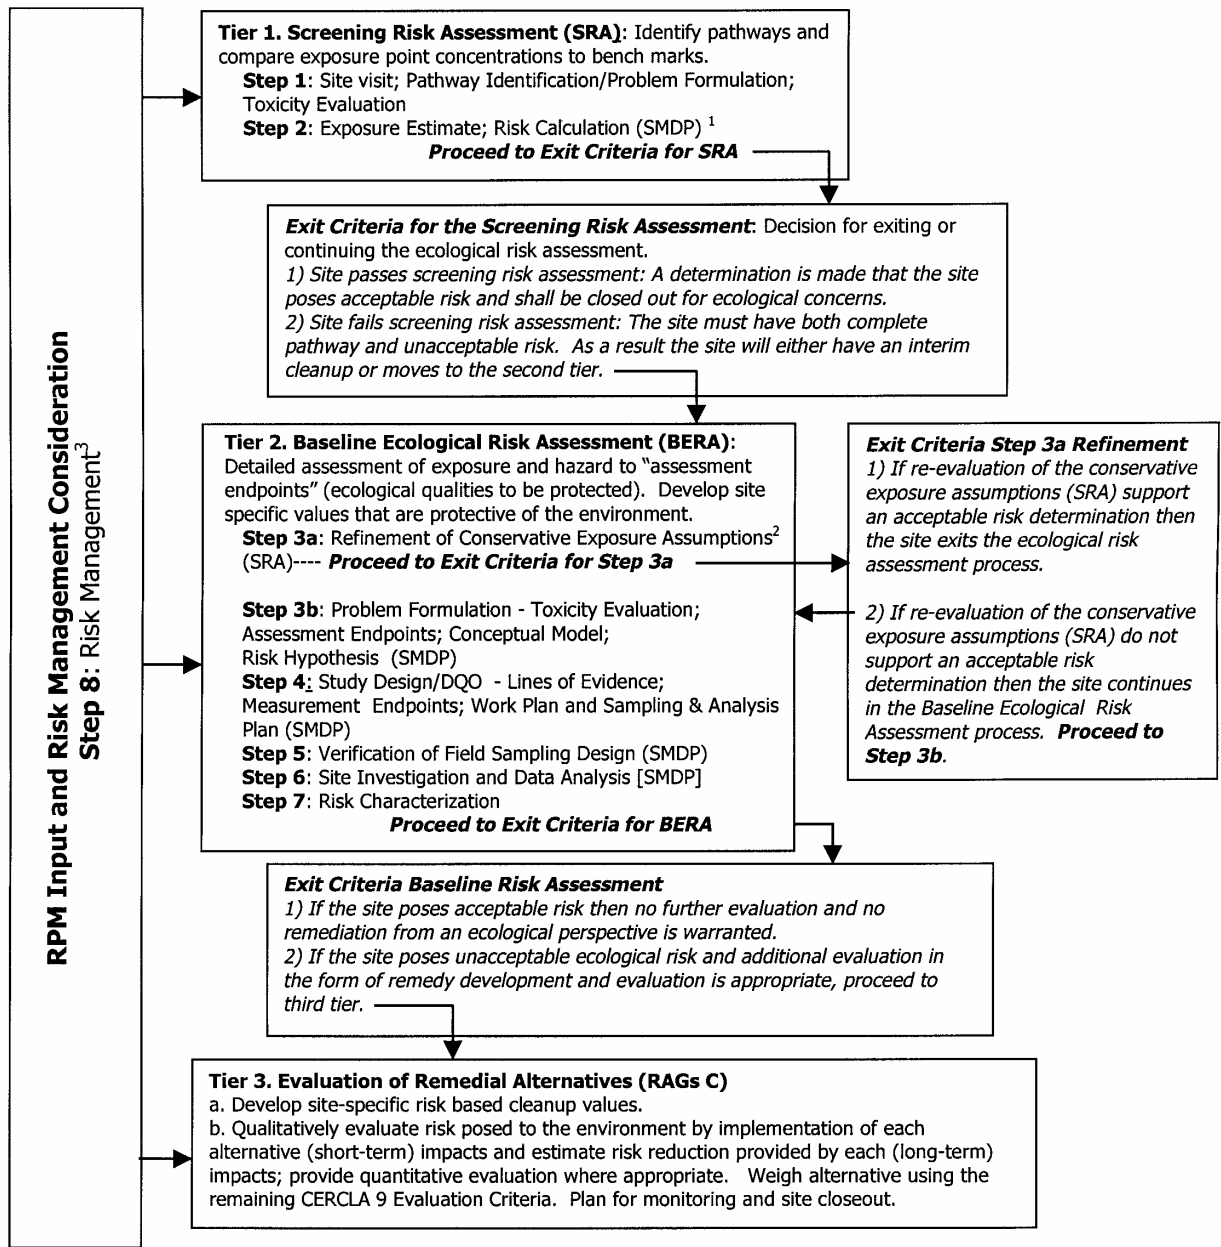 RPM Input and Risk Management Consideration
Step 8: Risk Management³
Tier 1. Screening Risk Assessment (SRA): Identify pathways and
compare exposure point concentrations to bench marks.
Step 1: Site visit; Pathway Identification/Problem Formulation;
Toxicity Evaluation
Step 2: Exposure Estimate; Risk Calculation (SMDP) ¹
Proceed to Exit Criteria for SRA
Exit Criteria for the Screening Risk Assessment: Decision for exiting or
continuing the ecological risk assessment.
1) Site passes screening risk assessment: A determination is made that the site
poses acceptable risk and shall be closed out for ecological concerns.
2) Site fails screening risk assessment: The site must have both complete
pathway and unacceptable risk. As a result the site will either have an interim
cleanup or moves to the second tier.
Tier 2. Baseline Ecological Risk Assessment (BERA):
Detailed assessment of exposure and hazard to “assessment
endpoints” (ecological qualities to be protected). Develop site
specific values that are protective of the environment.
Step 3a: Refinement of Conservative Exposure Assumptions²
(SRA)---- Proceed to Exit Criteria for Step 3a
Step 3b: Problem Formulation - Toxicity Evaluation;
Assessment Endpoints; Conceptual Model;
Risk Hypothesis (SMDP)
Step 4: Study Design/DQO - Lines of Evidence;
Measurement Endpoints; Work Plan and Sampling & Analysis
Plan (SMDP)
Step 5: Verification of Field Sampling Design (SMDP)
Step 6: Site Investigation and Data Analysis [SMDP]
Step 7: Risk Characterization
Proceed to Exit Criteria for BERA
Exit Criteria Step 3a Refinement
1) If re-evaluation of the conservative
exposure assumptions (SRA) support
an acceptable risk determination then
the site exits the ecological risk
assessment process.
2) If re-evaluation of the conservative
exposure assumptions (SRA) do not
support an acceptable risk
determination then the site continues
in the Baseline Ecological Risk
Assessment process. Proceed to
Step 3b.
Exit Criteria Baseline Risk Assessment
1) If the site poses acceptable risk then no further evaluation and no
remediation from an ecological perspective is warranted.
2) If the site poses unacceptable ecological risk and additional evaluation in
the form of remedy development and evaluation is appropriate, proceed to
third tier.
Tier 3. Evaluation of Remedial Alternatives (RAGs C)
a. Develop site-specific risk based cleanup values.
b. Qualitatively evaluate risk posed to the environment by implementation of each
alternative (short-term) impacts and estimate risk reduction provided by each (long-term)
impacts; provide quantitative evaluation where appropriate. Weigh alternative using the
remaining CERCLA 9 Evaluation Criteria. Plan for monitoring and site closeout.